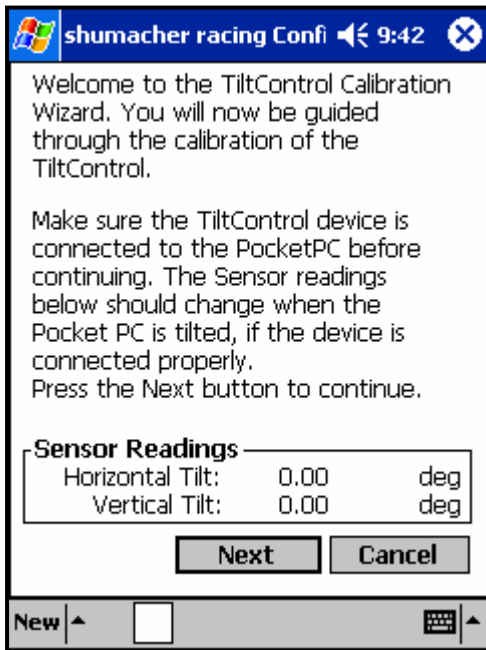 shumacher racing Confi 9:42
Welcome to the TiltControl Calibration
Wizard. You will now be guided
through the calibration of the
TiltControl.
Make sure the TiltControl device is
connected to the PocketPC before
continuing. The Sensor readings
below should change when the
Pocket PC is tilted, if the device is
connected properly.
Press the Next button to continue.
Sensor Readings
Horizontal Tilt: 0.00 deg
Vertical Tilt: 0.00 deg
Next Cancel
New